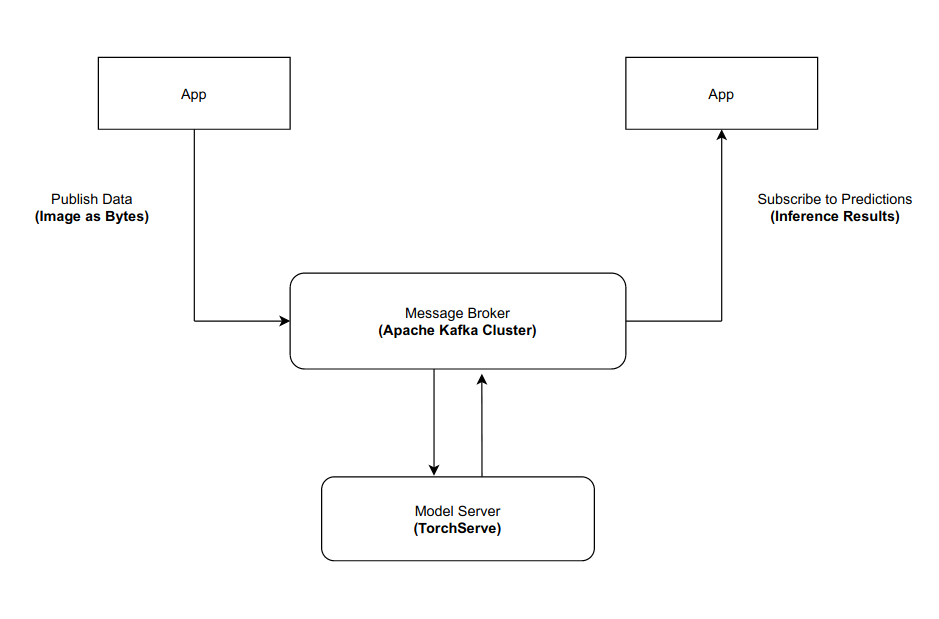 App
App
Publish Data
(Image as Bytes)
Subscribe to Predictions
(Inference Results)
Message Broker
(Apache Kafka Cluster)
Model Server
(TorchServe)